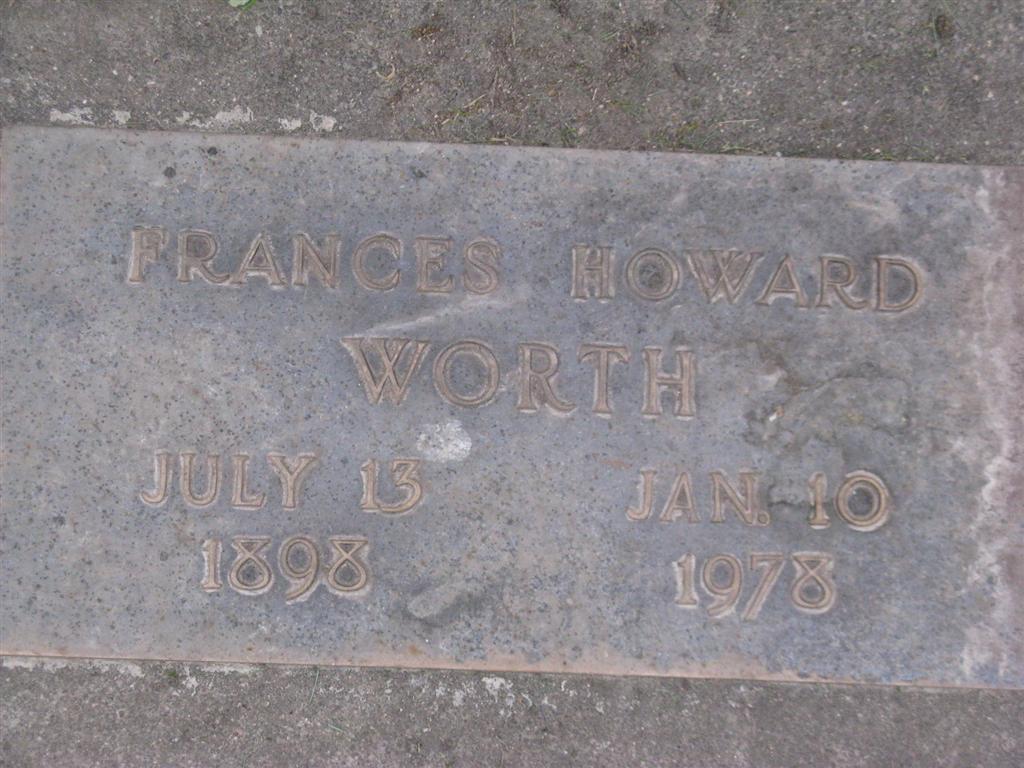 FRANCES HOWARD
WORTH
JULY 13 JAN. 10
1898 1978